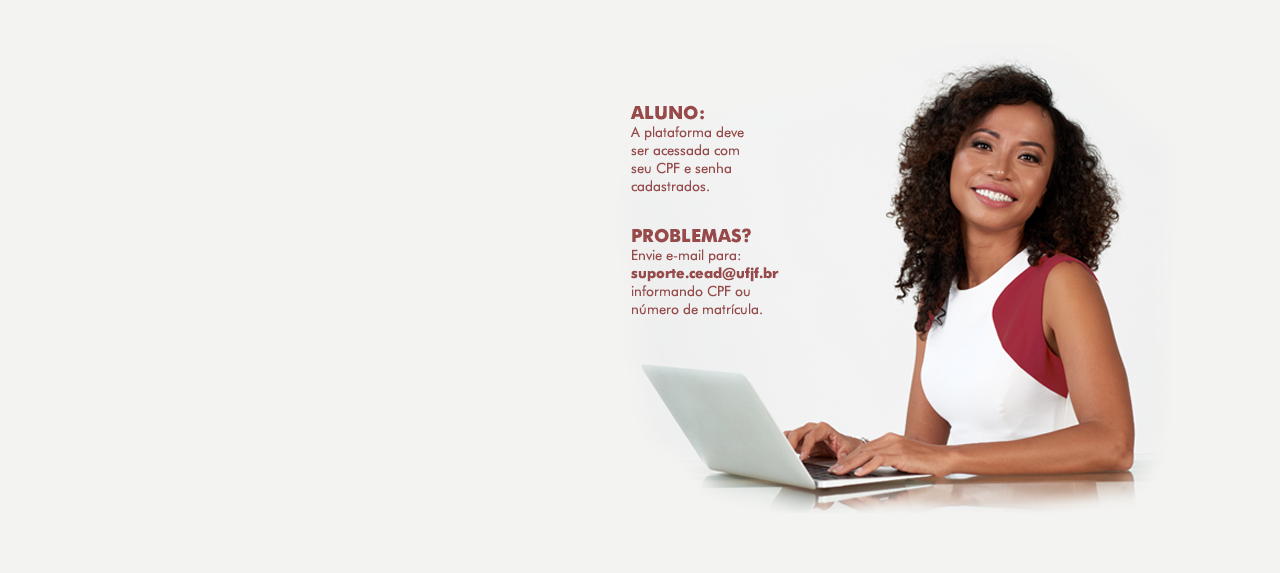 ALUNO:
A plataforma deve
ser acessada com
seu CPF e senha
cadastrados.
PROBLEMAS?
Envie e-mail para:
suporte.cead@ufjf.br
informando CPF ou
número de matrícula.